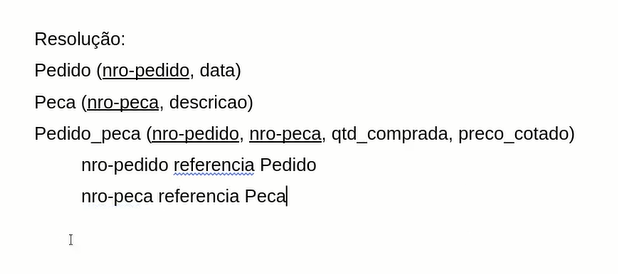 Resolução:
Pedido (nro-pedido, data)
Peca (nro-peca, descricao)
Pedido_peca (nro-pedido, nro-peca, qtd_comprada, preco_cotado)
nro-pedido referencia Pedido
nro-peca referencia Peca